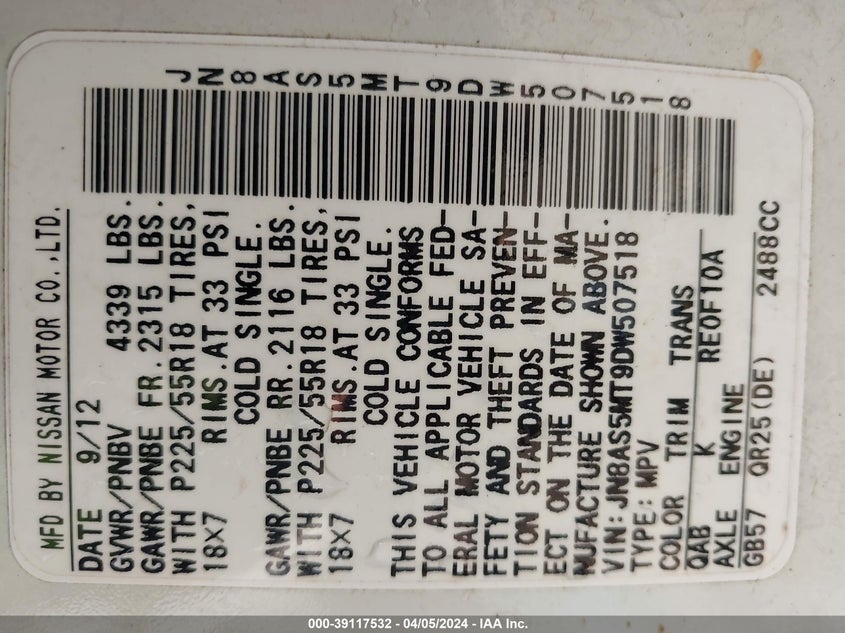 JN8AS5MT9DW507518
MFD BY NISSAN MOTOR CO.,LTD.
DATE 9/12
GVWR/PNBV 4339 LBS.
GAWR/PNBE FR. 2315 LBS.
WITH P225/55R18 TIRES,
18×7 RIMS.AT 33 PSI
COLD SINGLE.
GAWR/PNBE RR. 2116 LBS.
WITH P225/55R18 TIRES,
18×7 RIMS.AT 33 PSI
COLD SINGLE.
THIS VEHICLE CONFORMS
TO ALL APPLICABLE FED-
ERAL MOTOR VEHICLE SA-
FETY AND THEFT PREVEN-
TION STANDARDS IN EFF-
ECT ON THE DATE OF MA-
NUFACTURE SHOWN ABOVE.
VIN:JN8AS5MT9DW507518
TYPE: MPV
COLOR TRIM TRANS
QAB K RE0F10A
AXLE ENGINE
GB57 QR25(DE) 2488CC
000-39117532 - 04/05/2024 - IAA Inc.